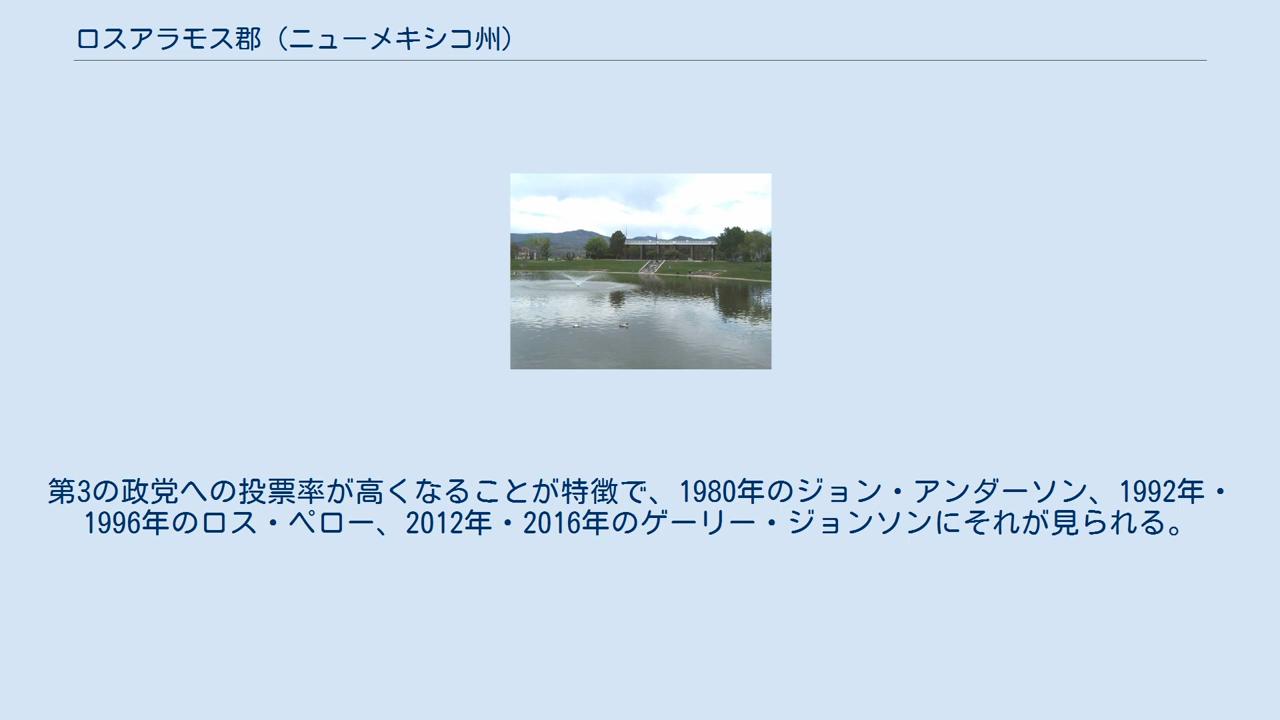 ロスアラモス郡（ニューメキシコ州）
第3の政党への投票率が高くなることが特徴で、1980年のジョン・アンダーソン、1992年・
1996年のロス・ペロー、2012年・2016年のゲーリー・ジョンソンにそれが見られる。